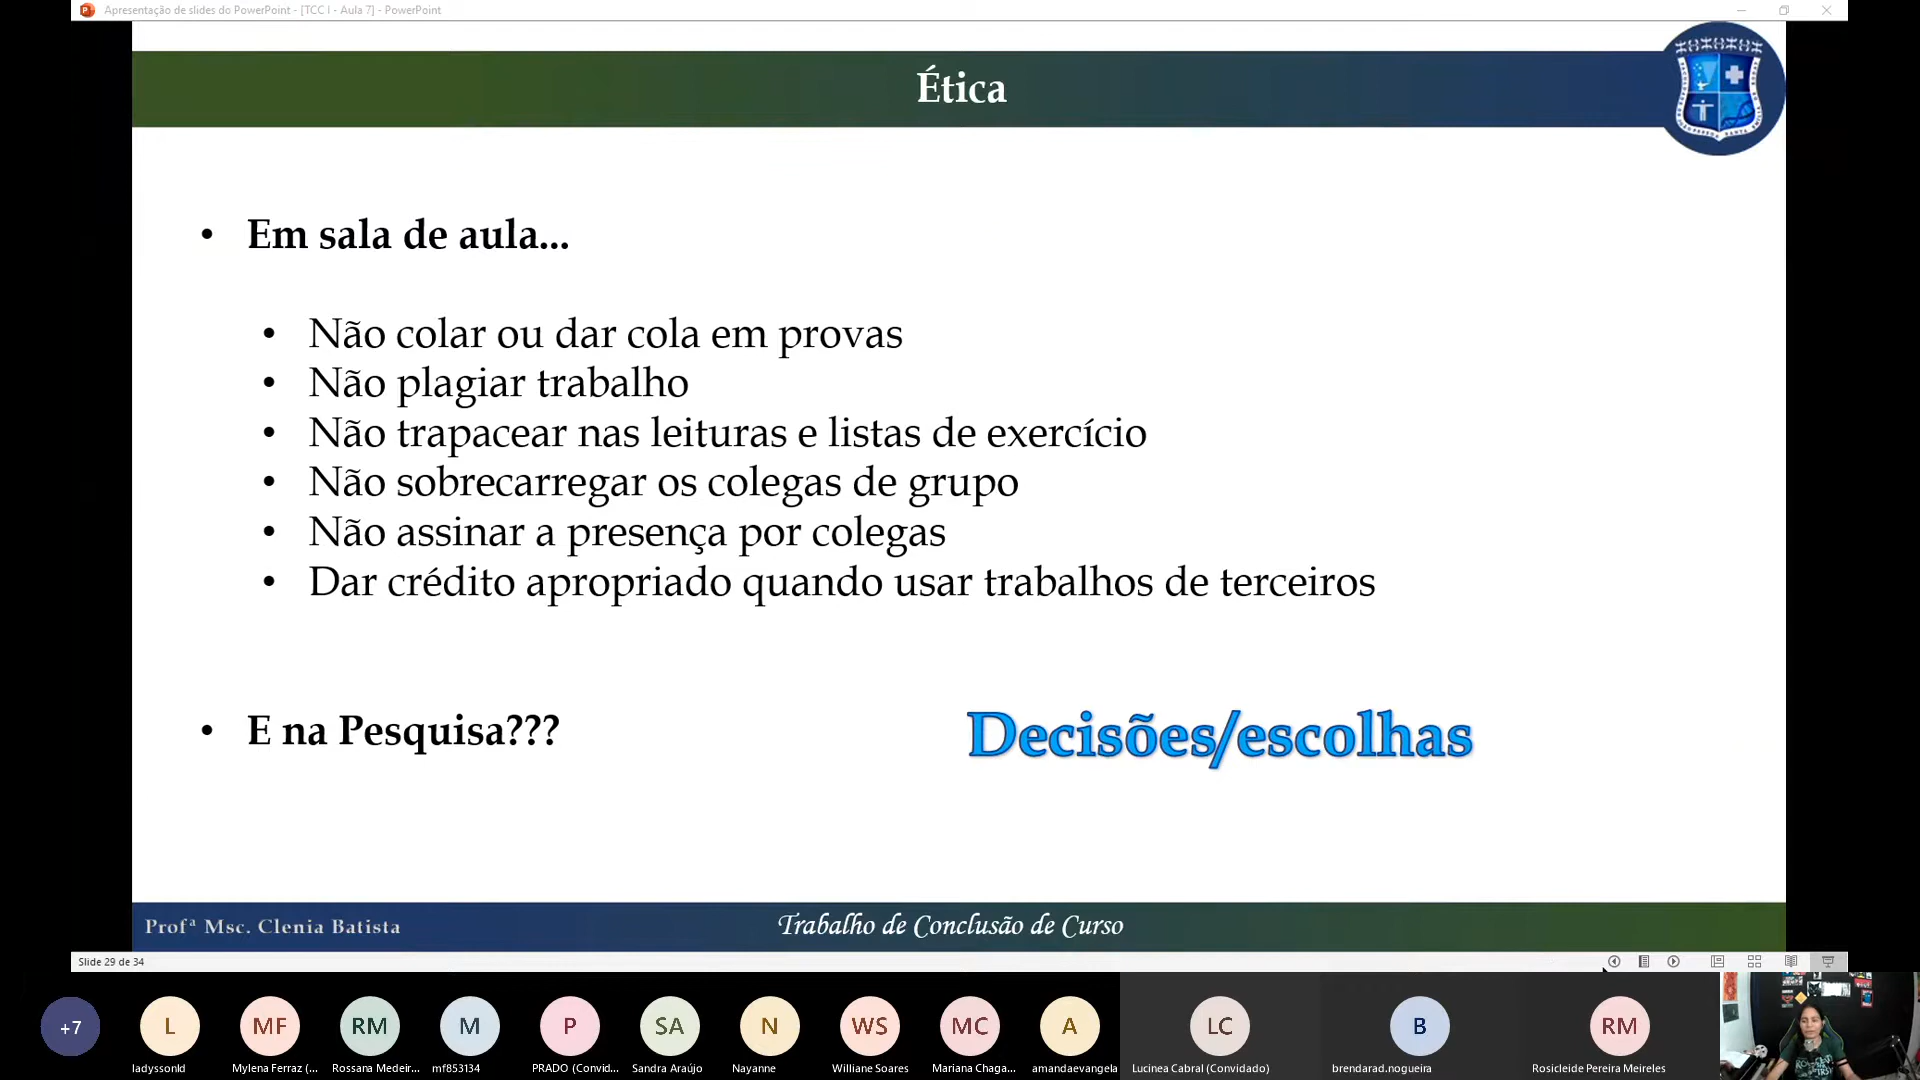 Apresentação de slides do PowerPoint - [TCC I - Aula 7] - PowerPoint
Ética
• Em sala de aula...
• Não colar ou dar cola em provas
• Não plagiar trabalho
• Não trapacear nas leituras e listas de exercício
• Não sobrecarregar os colegas de grupo
• Não assinar a presença por colegas
• Dar crédito apropriado quando usar trabalhos de terceiros
• E na Pesquisa???
Decisões/escolhas
Profª Msc. Clenia Batista
Trabalho de Conclusão de Curso
Slide 29 de 34
+7
L
MF
RM
M
P
SA
N
WS
MC
A
LC
B
RM
ladyssonld
Mylena Ferraz (...
Rossana Medeir...
mf853134
PRADO (Convid...
Sandra Araújo
Nayanne
Williane Soares
Mariana Chaga...
amandaevangela
Lucinea Cabral (Convidado)
brendarad.nogueira
Rosicleide Pereira Meireles